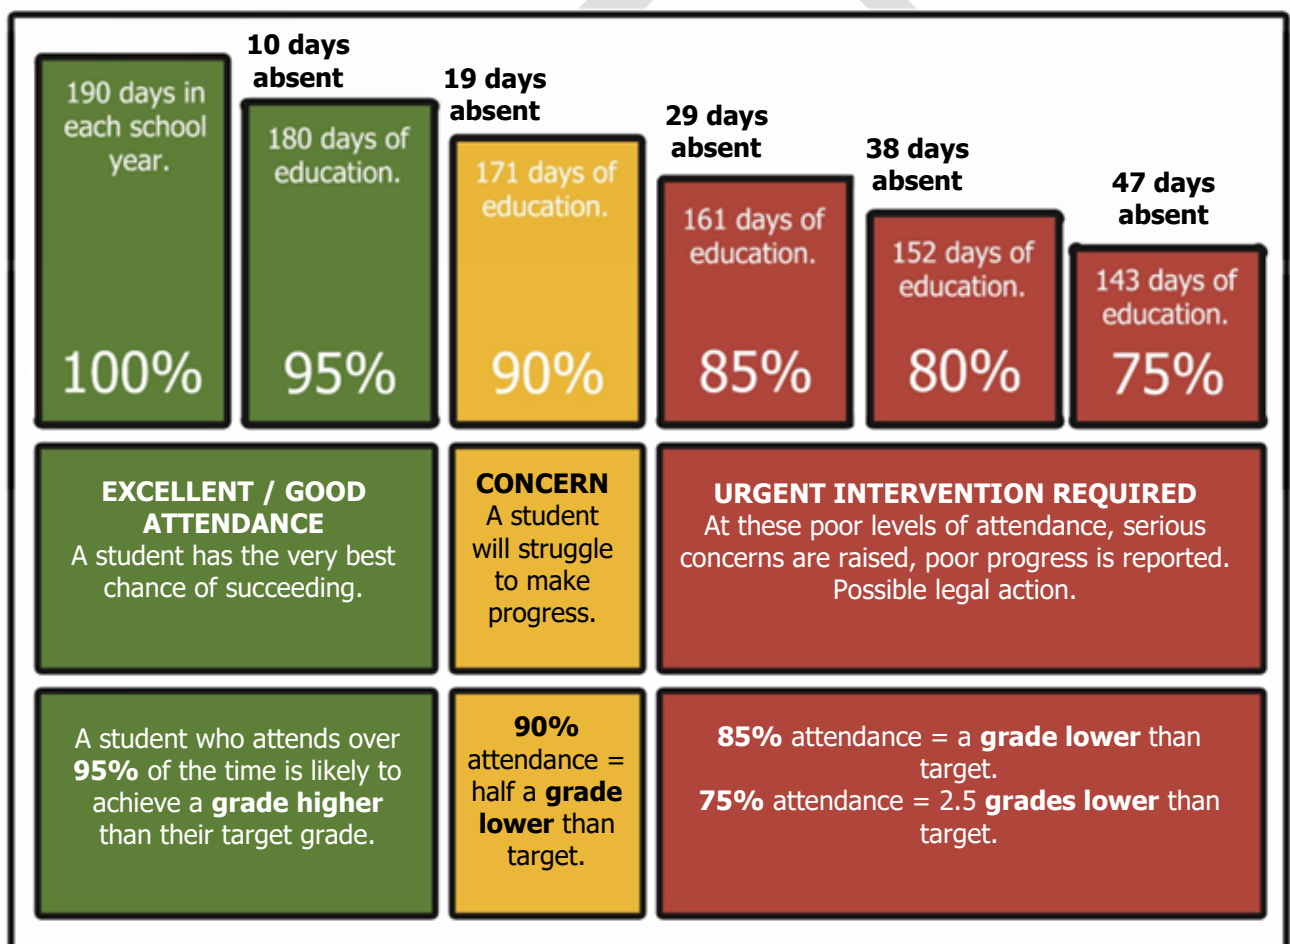 190 days in
each school
year.
100%
10 days
absent
180 days of
education.
95%
19 days
absent
171 days of
education.
90%
29 days
absent
161 days of
education.
85%
38 days
absent
152 days of
education.
80%
47 days
absent
143 days of
education.
75%
EXCELLENT / GOOD
ATTENDANCE
A student has the very best
chance of succeeding.
CONCERN
A student
will struggle
to make
progress.
URGENT INTERVENTION REQUIRED
At these poor levels of attendance, serious
concerns are raised, poor progress is reported.
Possible legal action.
A student who attends over
95% of the time is likely to
achieve a grade higher
than their target grade.
90%
attendance =
half a grade
lower than
target.
85% attendance = a grade lower than
target.
75% attendance = 2.5 grades lower than
target.